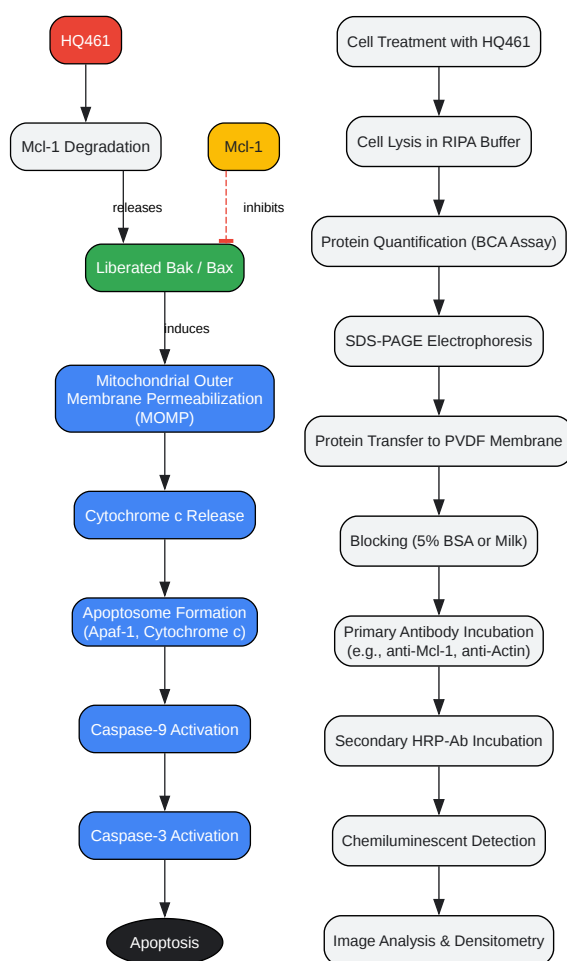 HQ461
Mcl-1 Degradation
Mcl-1
releases
inhibits
Liberated Bak / Bax
induces
Mitochondrial Outer
Membrane Permeabilization
(MOMP)
Cytochrome c Release
Apoptosome Formation
(Apaf-1, Cytochrome c)
Caspase-9 Activation
Caspase-3 Activation
Apoptosis
Cell Treatment with HQ461
Cell Lysis in RIPA Buffer
Protein Quantification (BCA Assay)
SDS-PAGE Electrophoresis
Protein Transfer to PVDF Membrane
Blocking (5% BSA or Milk)
Primary Antibody Incubation
(e.g., anti-Mcl-1, anti-Actin)
Secondary HRP-Ab Incubation
Chemiluminescent Detection
Image Analysis & Densitometry